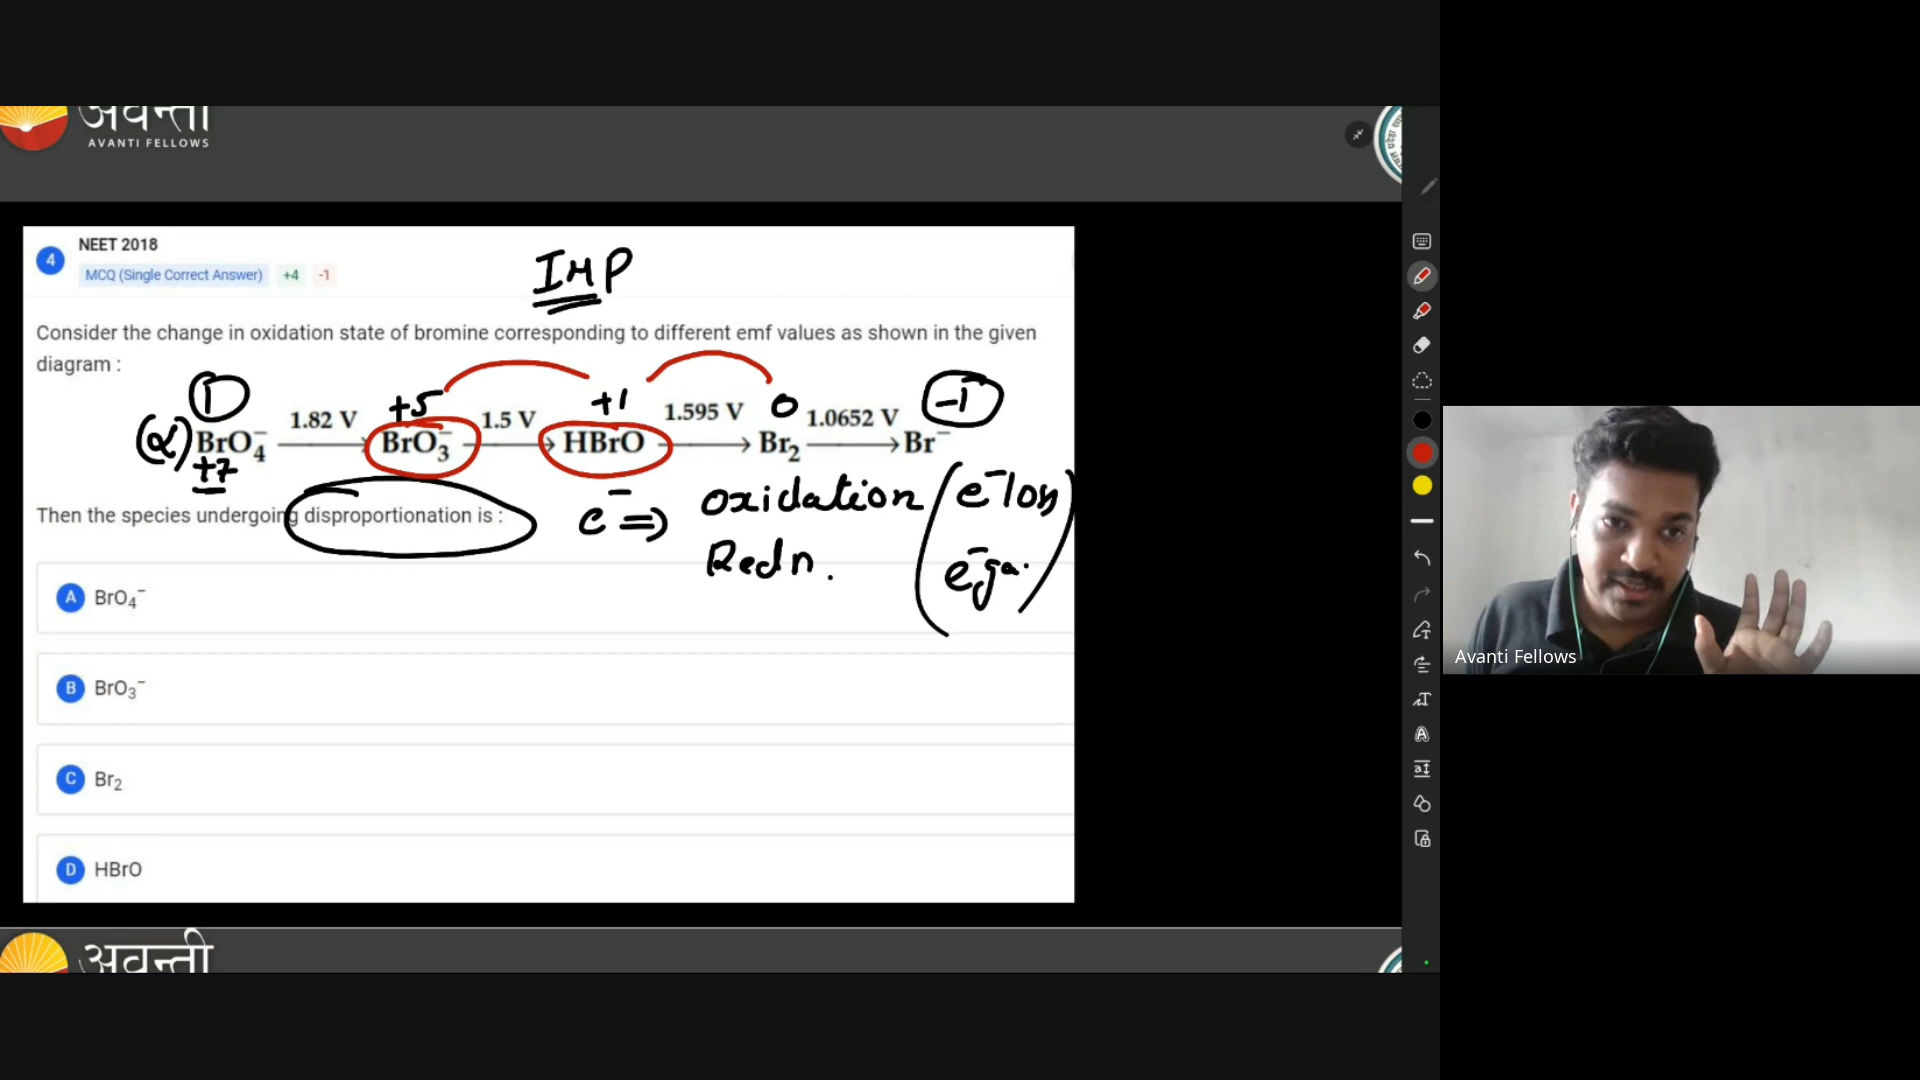 अवन्ती
AVANTI FELLOWS
4
NEET 2018
MCQ (Single Correct Answer) +4 -1
IMP
Consider the change in oxidation state of bromine corresponding to different emf values as shown in the given
diagram :
1 +5 +1 0 -1
(α) BrO₄⁻ 1.82 V → BrO₃⁻ 1.5 V → HBrO 1.595 V → Br₂ 1.0652 V → Br⁻
+7
Then the species undergoing disproportionation is :
e⁻ ⇒ oxidation (e⁻ loss)
Redn. e⁻ ga.
A BrO₄⁻
B BrO₃⁻
C Br₂
D HBrO
Avanti Fellows
अवन्ती